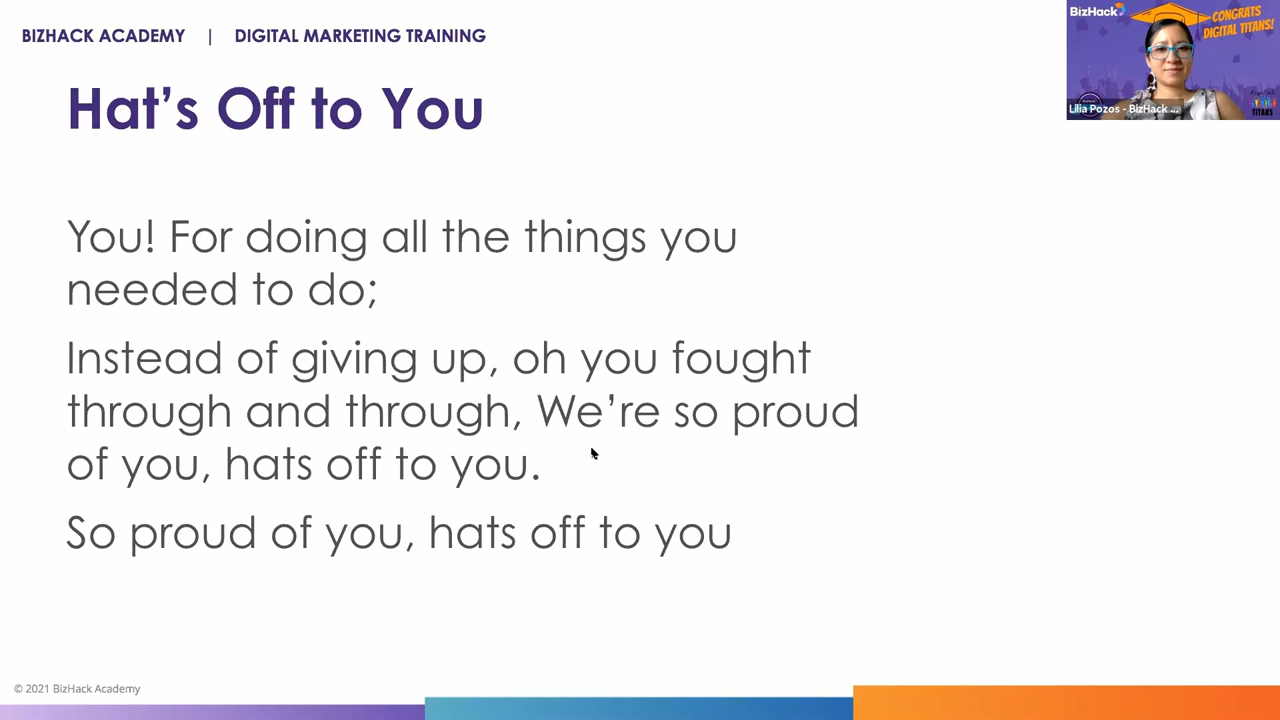 BIZHACK ACADEMY | DIGITAL MARKETING TRAINING
BizHack
CONGRATS
DIGITAL TITANS!
Lilia Pozos - BizHack ...
TITANS
Hat’s Off to You
You! For doing all the things you
needed to do;
Instead of giving up, oh you fought
through and through, We’re so proud
of you, hats off to you.
So proud of you, hats off to you
© 2021 BizHack Academy